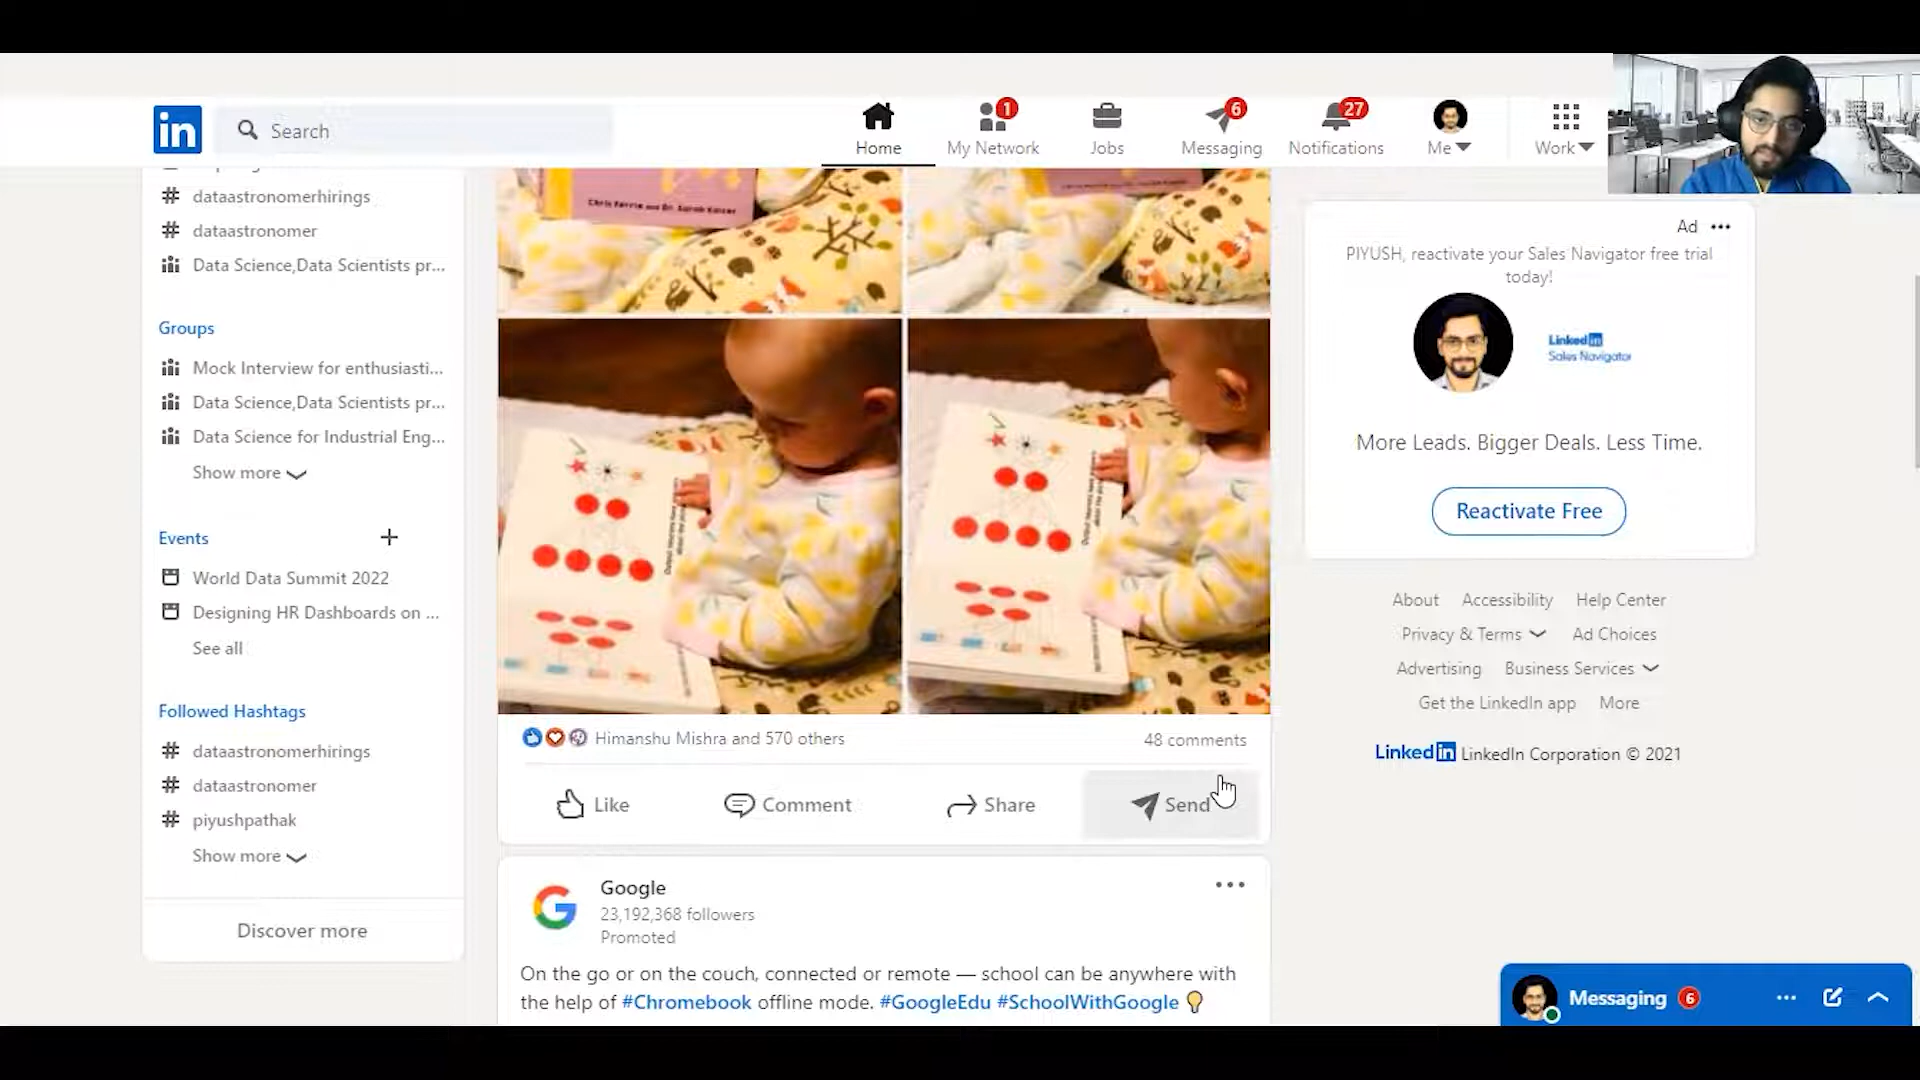 in
Search
Home
1
My Network
Jobs
6
Messaging
27
Notifications
Me
Work
# dataastronomerhirings
# dataastronomer
Data Science,Data Scientists pr...
Groups
Mock Interview for enthusiasti...
Data Science,Data Scientists pr...
Data Science for Industrial Eng...
Show more
Events
World Data Summit 2022
Designing HR Dashboards on ...
See all
Followed Hashtags
# dataastronomerhirings
# dataastronomer
# piyushpathak
Show more
Discover more
Chris Ferrie and Dr. Sarah Kaiser
Himanshu Mishra and 570 others
48 comments
Like
Comment
Share
Send
Google
23,192,368 followers
Promoted
On the go or on the couch, connected or remote — school can be anywhere with
the help of #Chromebook offline mode. #GoogleEdu #SchoolWithGoogle
Ad
PIYUSH, reactivate your Sales Navigator free trial
today!
Linkedin
Sales Navigator
More Leads. Bigger Deals. Less Time.
Reactivate Free
About Accessibility Help Center
Privacy & Terms Ad Choices
Advertising Business Services
Get the LinkedIn app More
Linkedin LinkedIn Corporation © 2021
Messaging 6